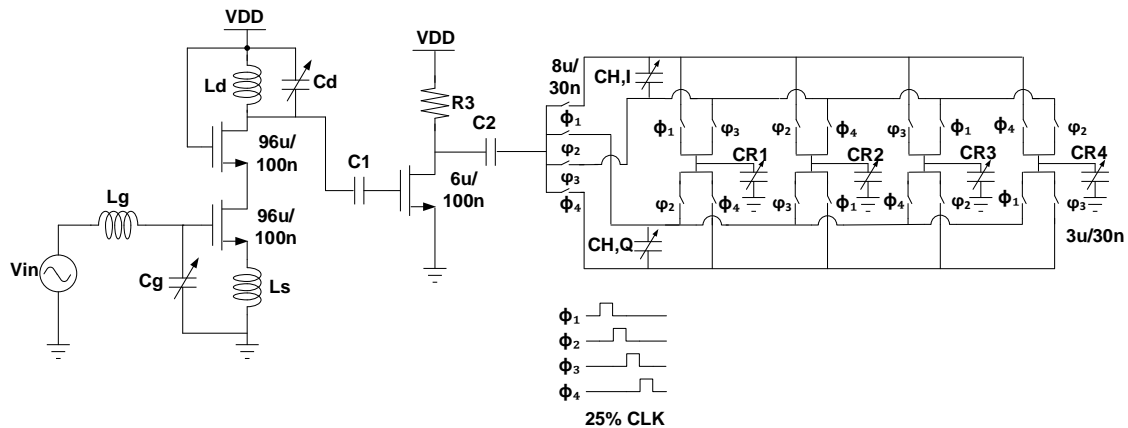 VDD
Ld
Cd
96u/
100n
Lg
96u/
100n
Vin
Cg
Ls
VDD
R3
C1
C2
6u/
100n
8u/
30n
ϕ₁
φ₂
φ₃
ϕ₄
CH,I
CH,Q
ϕ₁
φ₃
φ₂
ϕ₄
φ₃
ϕ₁
ϕ₄
φ₂
CR1
CR2
CR3
CR4
φ₂
ϕ₄
φ₃
ϕ₁
ϕ₄
φ₂
ϕ₁
φ₃
3u/30n
ϕ₁
ϕ₂
ϕ₃
ϕ₄
25% CLK